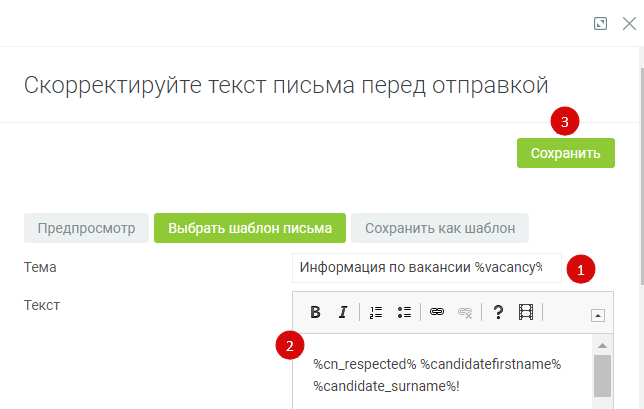 Скорректируйте текст письма перед отправкой
3
Сохранить
Предпросмотр Выбрать шаблон письма Сохранить как шаблон
Тема Информация по вакансии %vacancy% 1
Текст B I ?
2
%cn_respected% %candidatefirstname%
%candidate_surname%!